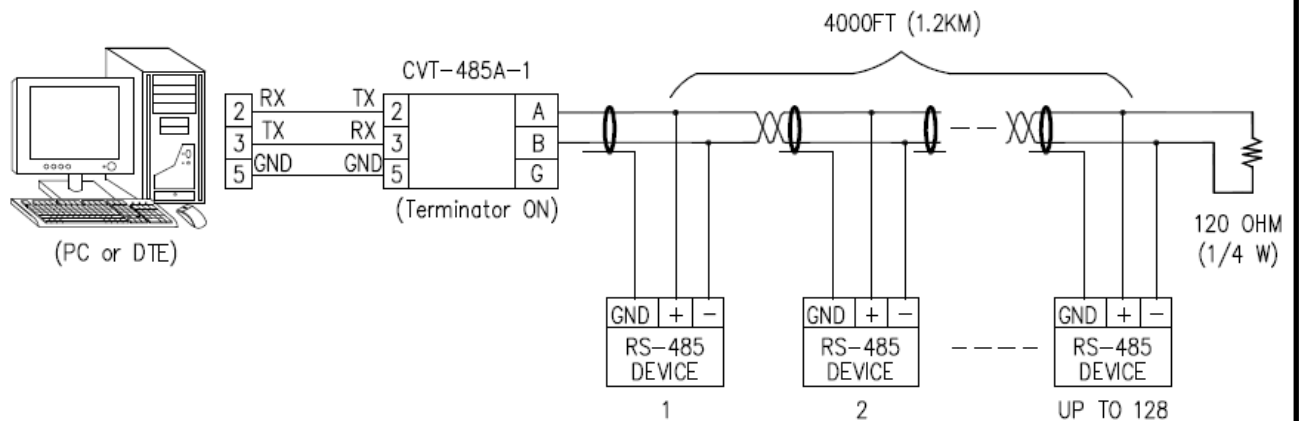 4000FT (1.2KM)
CVT-485A-1
2 RX TX 2 A
3 TX RX 3 B
5 GND GND 5 G
(Terminator ON)
(PC or DTE)
120 OHM
(1/4 W)
GND + - GND + - GND + -
RS-485 RS-485 ---- RS-485
DEVICE DEVICE DEVICE
1 2 UP TO 128